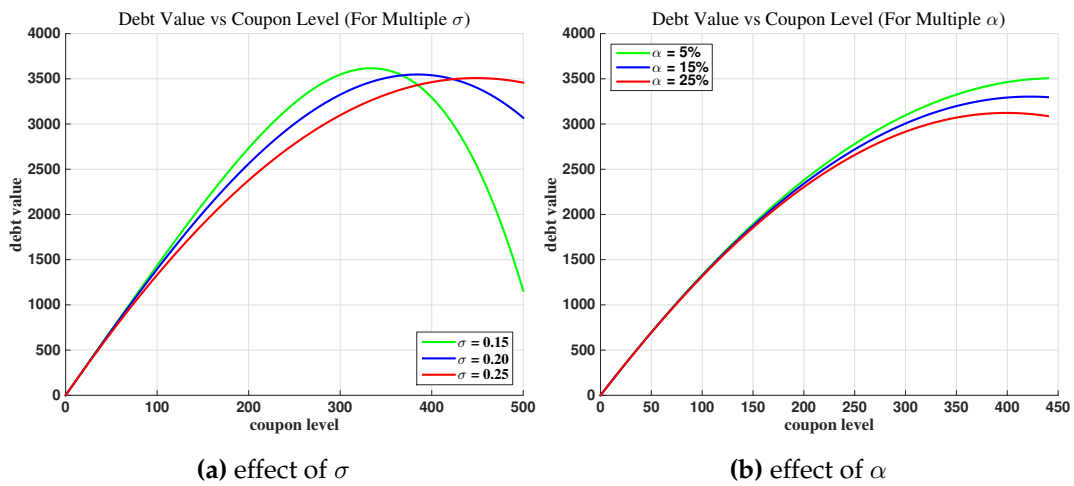 Debt Value vs Coupon Level (For Multiple σ)
4000
3500
3000
2500
2000
1500
1000
500
0
debt value
0 100 200 300 400 500
coupon level
σ = 0.15
σ = 0.20
σ = 0.25
(a) effect of σ
Debt Value vs Coupon Level (For Multiple α)
4000
3500
3000
2500
2000
1500
1000
500
0
debt value
α = 5%
α = 15%
α = 25%
0 50 100 150 200 250 300 350 400 450
coupon level
(b) effect of α